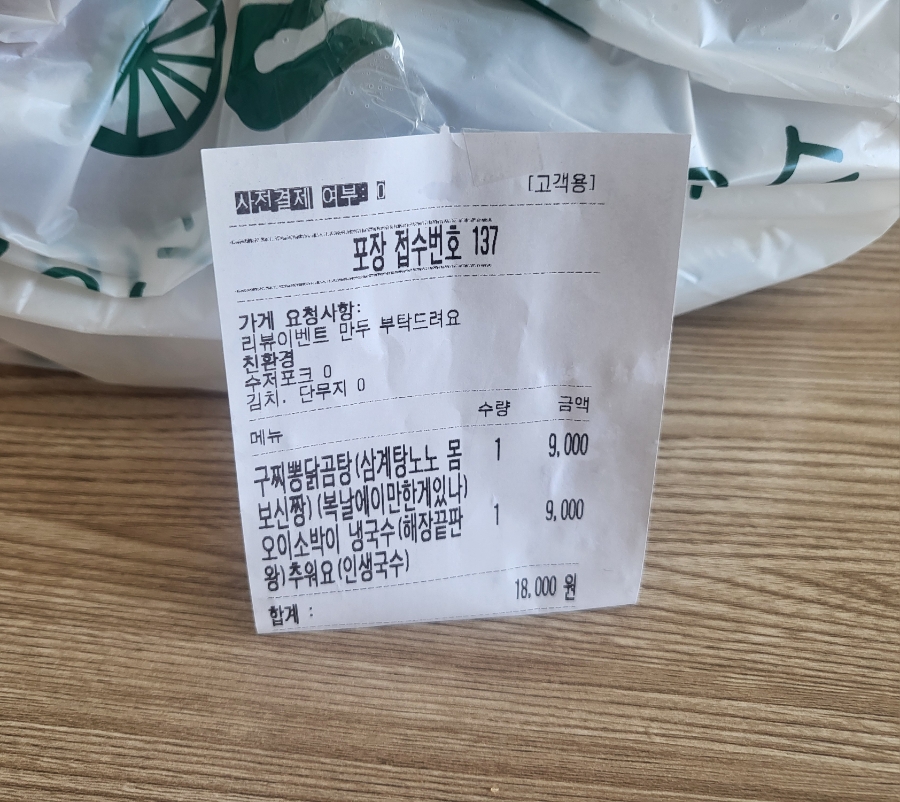 사전결제 여부: O
[고객용]
포장 접수번호 137
가게 요청사항:
리뷰이벤트 만두 부탁드려요
친환경
수저포크 O
김치. 단무지 O
메뉴 수량 금액
구찌뽕닭곰탕(삼계탕노노 몸 1 9,000
보신짱)(복날에이만한게있나)
오이소박이 냉국수(해장끝판 1 9,000
왕)추워요(인생국수)
합계 : 18,000 원